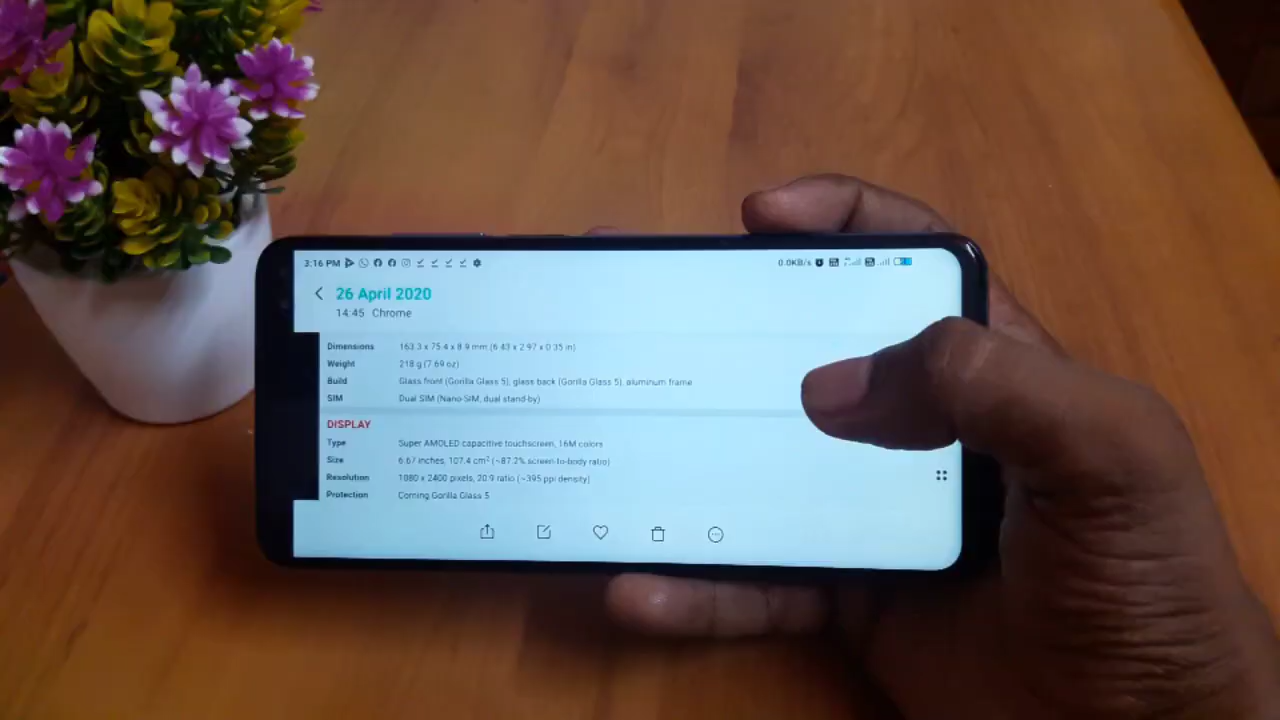 3:16 PM
0.0KB/s
26 April 2020
14:45 Chrome
Dimensions 163.3 x 75.4 x 8.9 mm (6.43 x 2.97 x 0.35 in)
Weight 218 g (7.69 oz)
Build Glass front (Gorilla Glass 5), glass back (Gorilla Glass 5), aluminum frame
SIM Dual SIM (Nano-SIM, dual stand-by)
DISPLAY
Type Super AMOLED capacitive touchscreen, 16M colors
Size 6.67 inches, 107.4 cm² (~87.2% screen-to-body ratio)
Resolution 1080 x 2400 pixels, 20:9 ratio (~395 ppi density)
Protection Corning Gorilla Glass 5